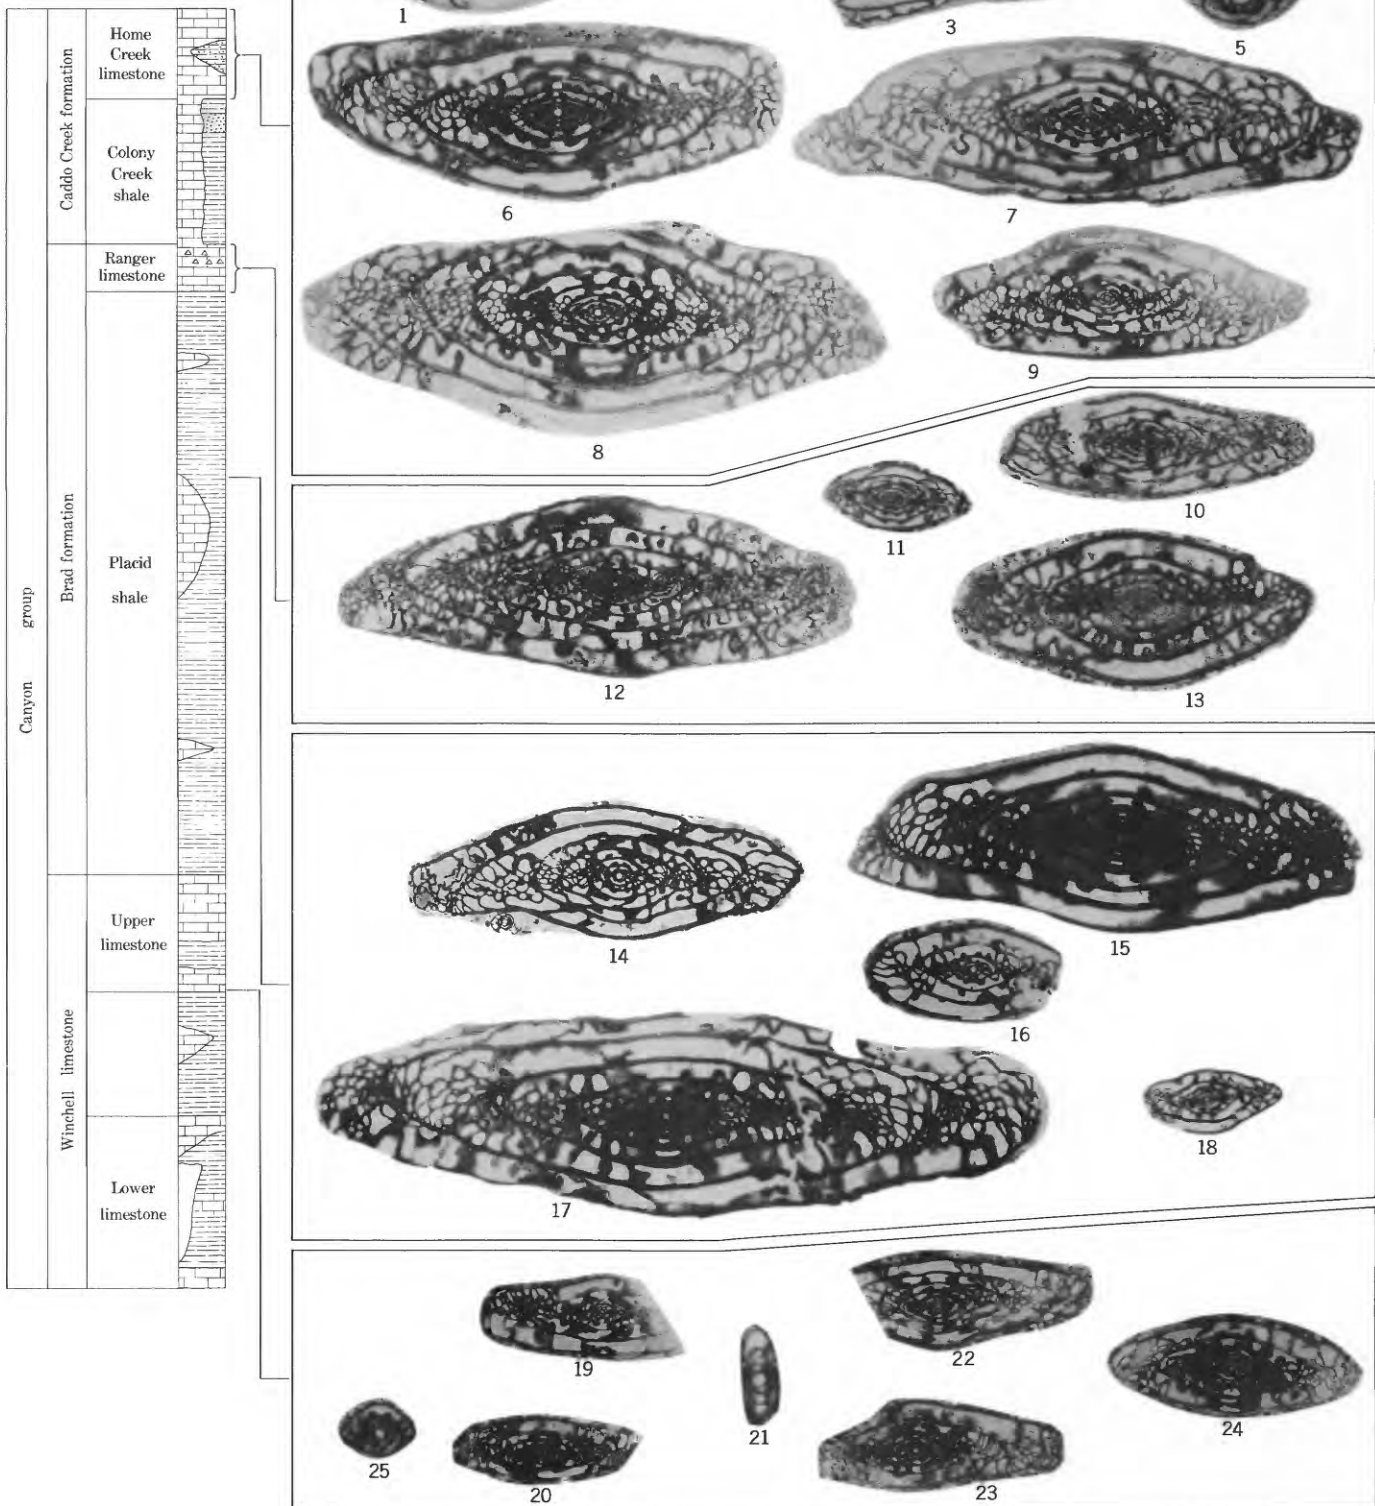 Canyon group
Caddo Creek formation
Home
Creek
limestone
Colony
Creek
shale
Brad formation
Ranger
limestone
Placid
shale
Winchell limestone
Upper
limestone
Lower
limestone
1
3
5
6
7
8
9
10
11
12
13
14
15
16
17
18
19
22
21
24
25
20
23